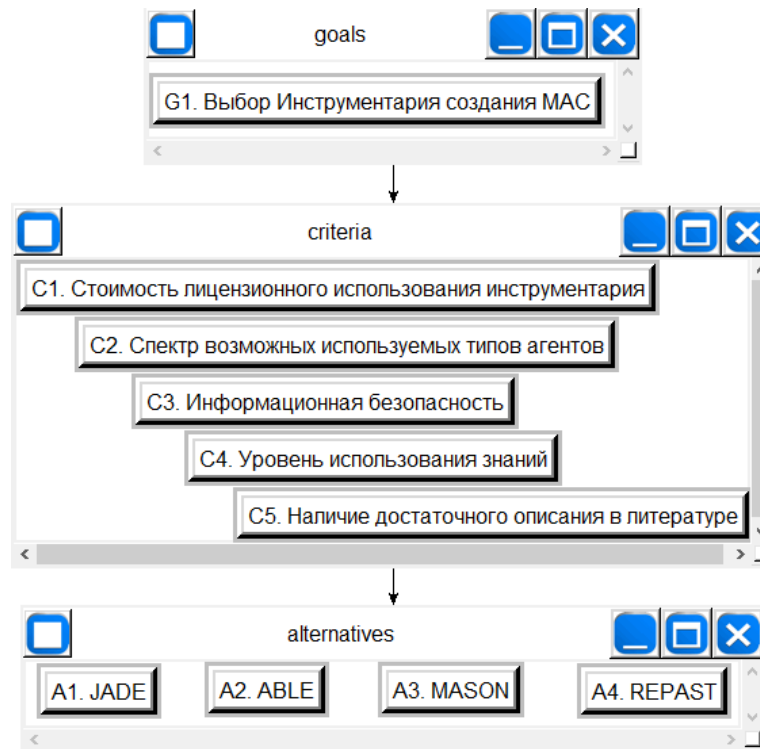 goals
G1. Выбор Инструментария создания МАС
criteria
C1. Стоимость лицензионного использования инструментария
C2. Спектр возможных используемых типов агентов
C3. Информационная безопасность
C4. Уровень использования знаний
C5. Наличие достаточного описания в литературе
alternatives
A1. JADE A2. ABLE A3. MASON A4. REPAST